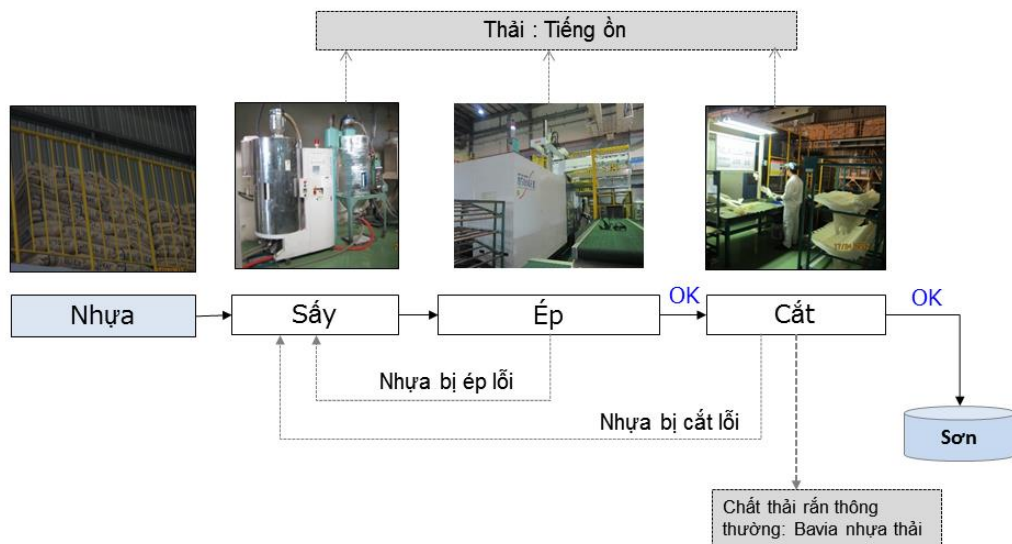 Thải : Tiếng ồn
OK
OK
Nhựa
Sấy
Ép
Cắt
Nhựa bị ép lỗi
Nhựa bị cắt lỗi
Sơn
Chất thải rắn thông
thường: Bavia nhựa thải